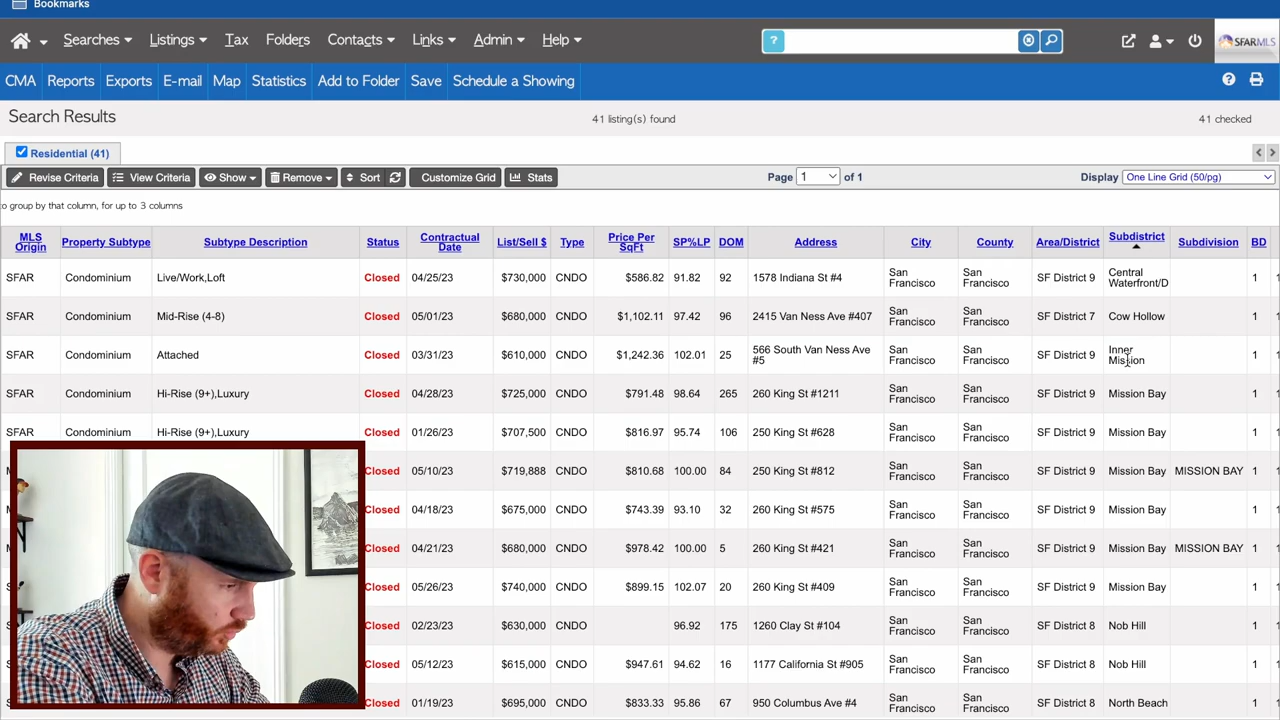 Bookmarks
Searches Listings Tax Folders Contacts Links Admin Help ? SFARMLS
CMA Reports Exports E-mail Map Statistics Add to Folder Save Schedule a Showing ?
Search Results 41 listing(s) found 41 checked
Residential (41)
Revise Criteria View Criteria Show Remove Sort Customize Grid Stats Page 1 of 1 Display One Line Grid (50/pg)
o group by that column, for up to 3 columns
MLS Origin Property Subtype Subtype Description Status Contractual Date List/Sell $ Type Price Per SqFt SP%LP DOM Address City County Area/District Subdistrict Subdivision BD
SFAR Condominium Live/Work,Loft Closed 04/25/23 $730,000 CNDO $586.82 91.82 92 1578 Indiana St #4 San Francisco San Francisco SF District 9 Central Waterfront/D 1
SFAR Condominium Mid-Rise (4-8) Closed 05/01/23 $680,000 CNDO $1,102.11 97.42 96 2415 Van Ness Ave #407 San Francisco San Francisco SF District 7 Cow Hollow 1
SFAR Condominium Attached Closed 03/31/23 $610,000 CNDO $1,242.36 102.01 25 566 South Van Ness Ave #5 San Francisco San Francisco SF District 9 Inner Mission 1
SFAR Condominium Hi-Rise (9+),Luxury Closed 04/28/23 $725,000 CNDO $791.48 98.64 265 260 King St #1211 San Francisco San Francisco SF District 9 Mission Bay 1
SFAR Condominium Hi-Rise (9+),Luxury Closed 01/26/23 $707,500 CNDO $816.97 95.74 106 250 King St #628 San Francisco San Francisco SF District 9 Mission Bay 1
Closed 05/10/23 $719,888 CNDO $810.68 100.00 84 250 King St #812 San Francisco San Francisco SF District 9 Mission Bay MISSION BAY 1
Closed 04/18/23 $675,000 CNDO $743.39 93.10 32 260 King St #575 San Francisco San Francisco SF District 9 Mission Bay 1
Closed 04/21/23 $680,000 CNDO $978.42 100.00 5 260 King St #421 San Francisco San Francisco SF District 9 Mission Bay MISSION BAY 1
Closed 05/26/23 $740,000 CNDO $899.15 102.07 20 260 King St #409 San Francisco San Francisco SF District 9 Mission Bay 1
Closed 02/23/23 $630,000 CNDO 96.92 175 1260 Clay St #104 San Francisco San Francisco SF District 8 Nob Hill 1
Closed 05/12/23 $615,000 CNDO $947.61 94.62 16 1177 California St #905 San Francisco San Francisco SF District 8 Nob Hill 1
Closed 01/19/23 $695,000 CNDO $833.33 95.86 67 950 Columbus Ave #4 San Francisco San Francisco SF District 8 North Beach 1